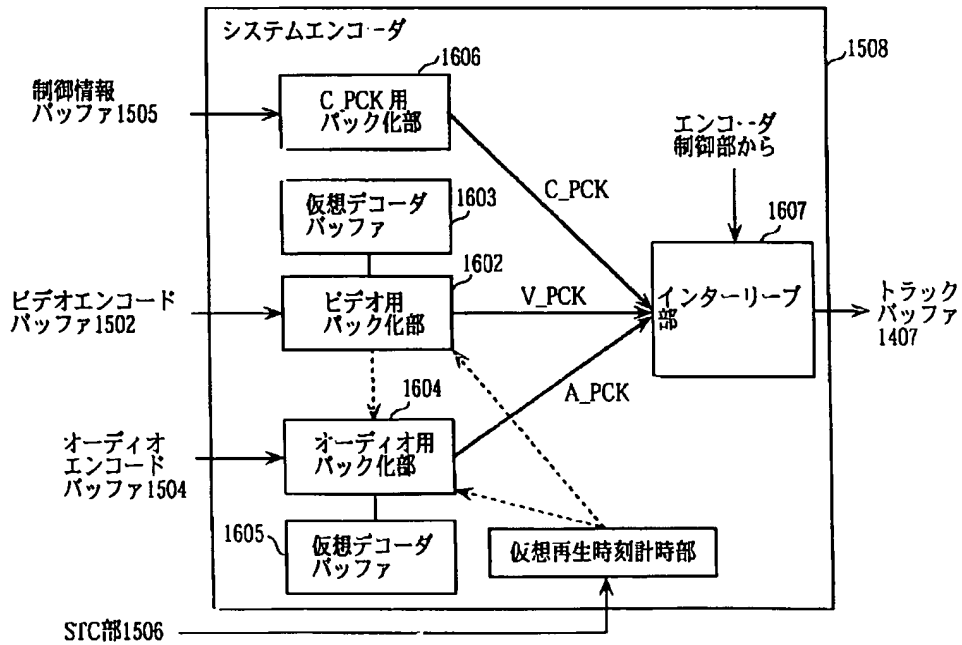 システムエンコーダ
1508
1606
制御情報
バッファ1505
C_PCK用
パック化部
エンコーダ
制御部から
C_PCK
1603
仮想デコーダ
バッファ
1607
1602
ビデオエンコード
バッファ1502
ビデオ用
パック化部
V_PCK
インターリーブ
部
トラック
バッファ
1407
1604
A_PCK
オーディオ
エンコード
バッファ1504
オーディオ用
パック化部
1605
仮想デコーダ
バッファ
仮想再生時刻計時部
STC部1506